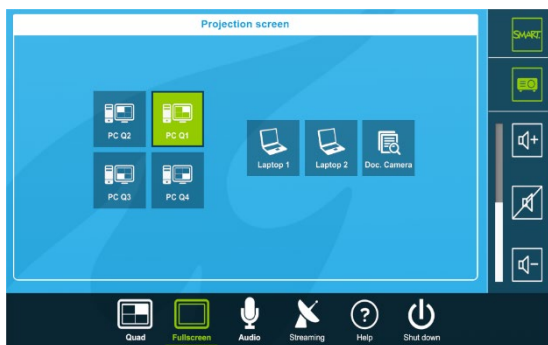 Projection screen
SMART
PC Q2
PC Q1
PC Q3
PC Q4
Laptop 1
Laptop 2
Doc. Camera
Quad
Fullscreen
Audio
Streaming
Help
Shut down